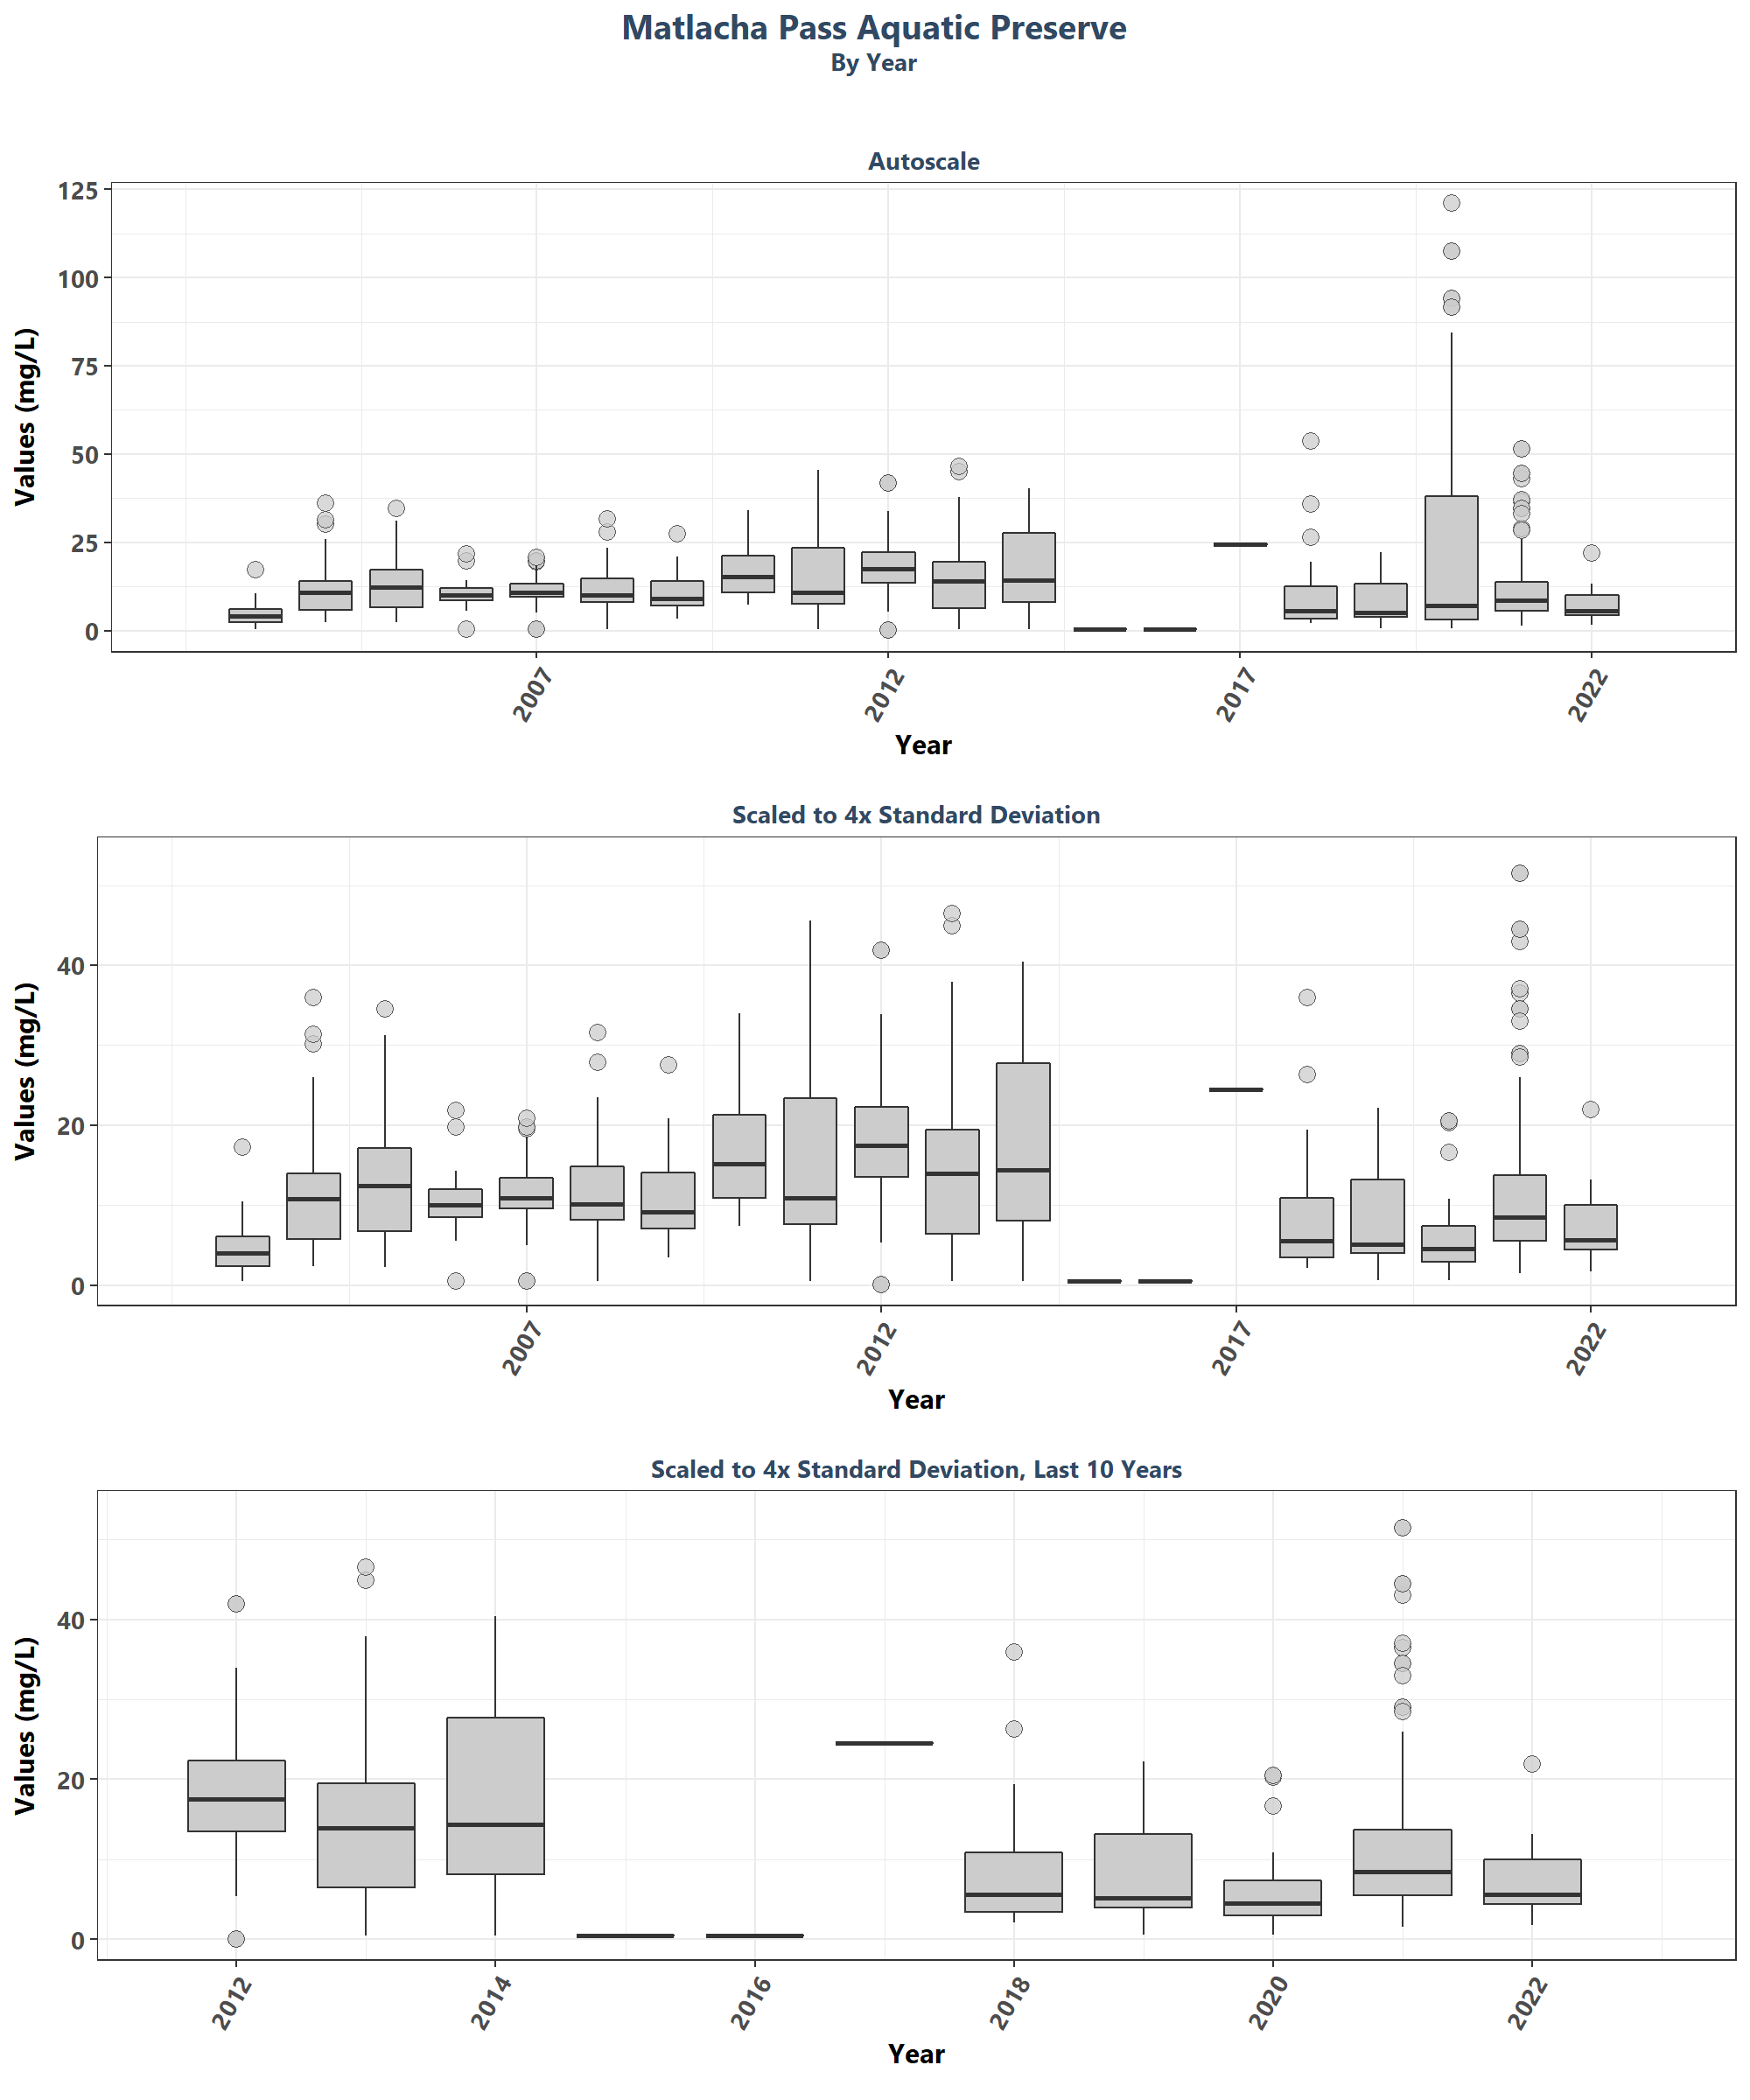 Matlacha Pass Aquatic Preserve
By Year
Autoscale
Values (mg/L)
125
100
75
50
25
0
2007
2012
2017
2022
Year
Scaled to 4x Standard Deviation
Values (mg/L)
40
20
0
2007
2012
2017
2022
Year
Scaled to 4x Standard Deviation, Last 10 Years
Values (mg/L)
40
20
0
2012
2014
2016
2018
2020
2022
Year